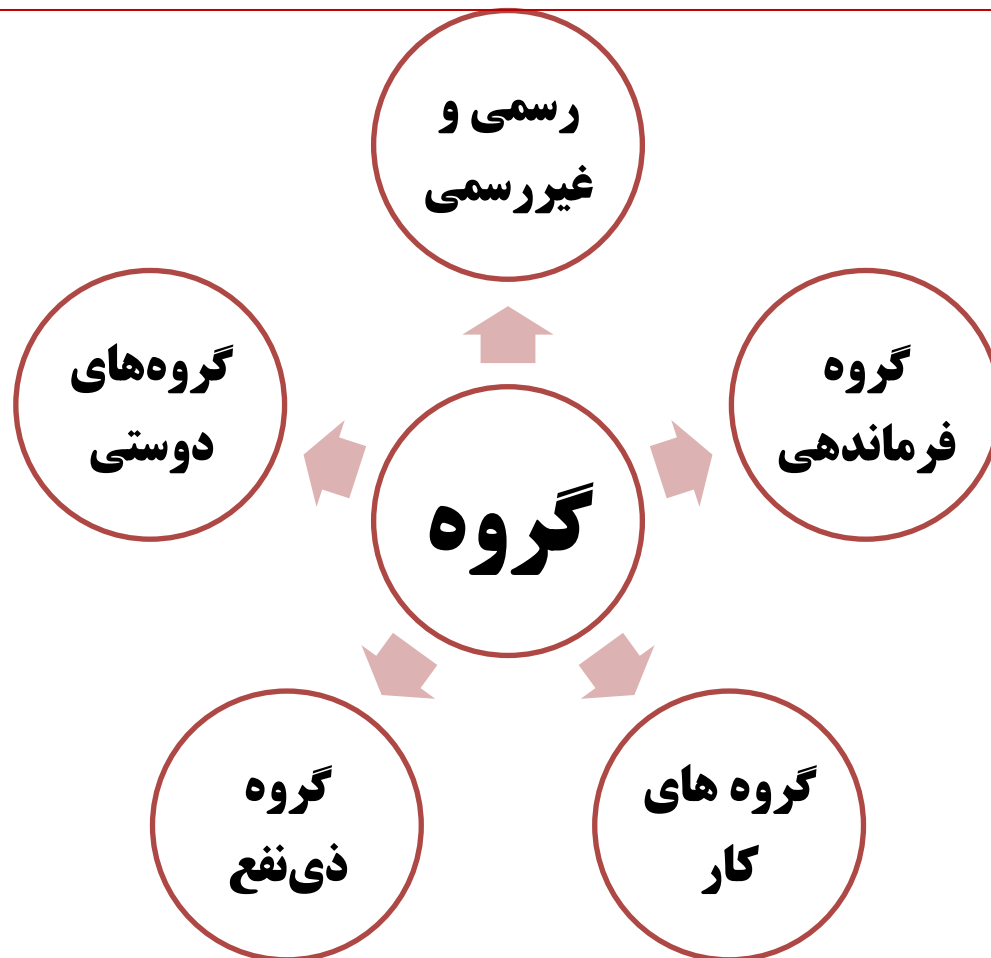 رسمی و
غیررسمی
گروه
فرماندهی
گروه‌های
دوستی
گروه
گروه های
کار
گروه
ذی‌نفع